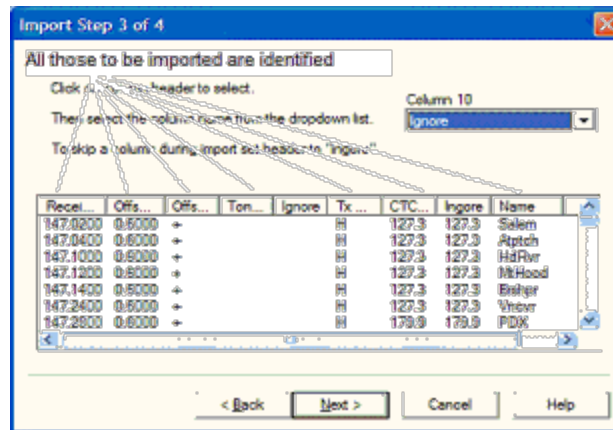 Import Step 3 of 4
All those to be imported are identified
Click header to select.
Column 10
Then select the column name from the dropdown list.
Ignore
To skip a column during import set header to "ingore"
Recei... Offs... Offs... Ton... Ignore Tx ... CTC... Ingore Name
147.0200 0.6000 + H 127.3 127.3 Salem
147.0400 0.6000 + H 127.3 127.3
147.1000 0.6000 + H 127.3 127.3 HdRvr
147.1200 0.6000 + H 127.3 127.3 MtHood
147.1400 0.6000 + H 127.3 127.3
147.2400 0.6000 + H 127.3 127.3
147.2800 0.6000 + H 179.9 179.9 PDX
< Back Next > Cancel Help